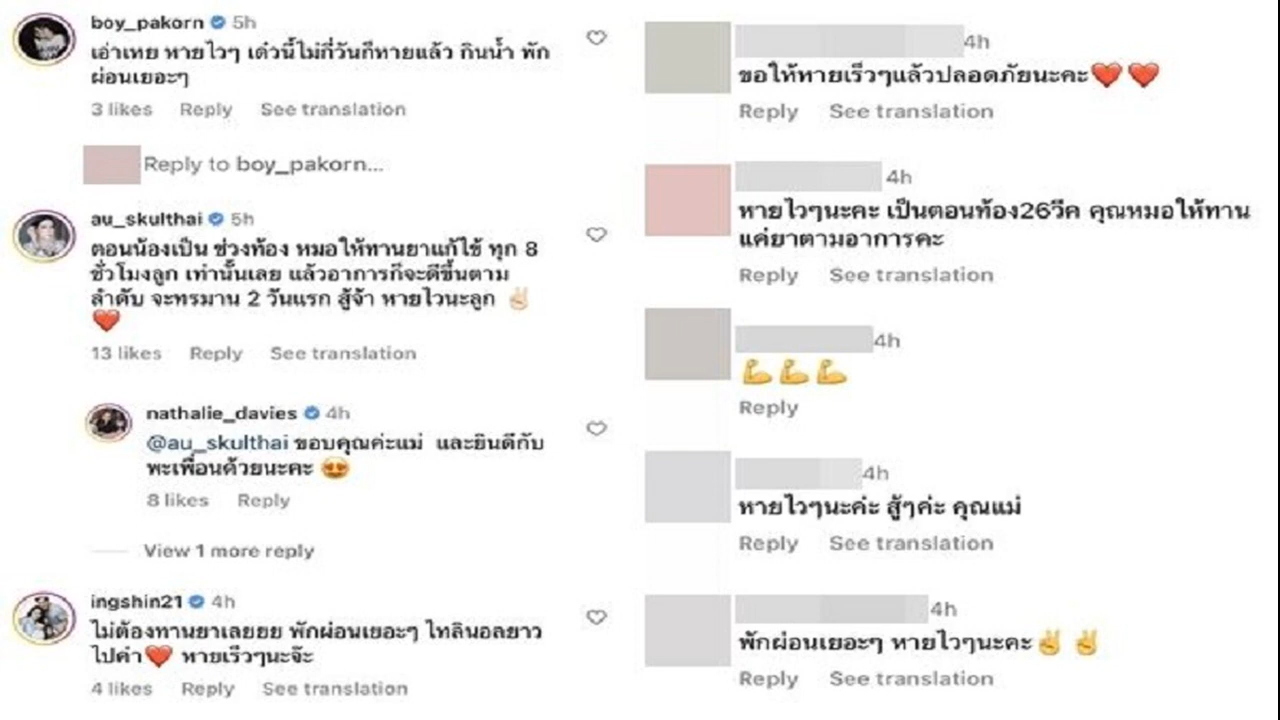 boy_pakorn 5h
เอ่าเทย หายไวๆ เด๋วนี้ไม่กี่วันก็หายแล้ว กินน้ำ พัก
ผ่อนเยอะๆ
3 likes Reply See translation
Reply to boy_pakorn...
au_skulthai 5h
ตอนน้องเป็น ช่วงท้อง หมอให้ทานยาแก้ไข้ ทุก 8
ชั่วโมงลูก เท่านั้นเลย แล้วอาการก็จะดีขึ้นตาม
ลำดับ จะทรมาน 2 วันแรก สู้จ้า หายไวนะลูก ✌🏻
❤️
13 likes Reply See translation
nathalie_davies 4h
@au_skulthai ขอบคุณค่ะแม่ และยินดีกับ
พะเพื่อนด้วยนะคะ 😍
8 likes Reply
View 1 more reply
ingshin21 4h
ไม่ต้องทานยาเลยยย พักผ่อนเยอะๆ ไทลินอลยาว
ไปค่า❤️ หายเร็วๆนะจ๊ะ
4 likes Reply See translation
4h
ขอให้หายเร็วๆแล้วปลอดภัยนะคะ❤️❤️
Reply See translation
4h
หายไวๆนะคะ เป็นตอนท้อง26วีค คุณหมอให้ทาน
แค่ยาตามอาการคะ
Reply See translation
4h
💪💪💪
Reply
4h
หายไวๆนะค่ะ สู้ๆค่ะ คุณแม่
Reply See translation
4h
พักผ่อนเยอะๆ หายไวๆนะคะ✌️✌️
Reply See translation